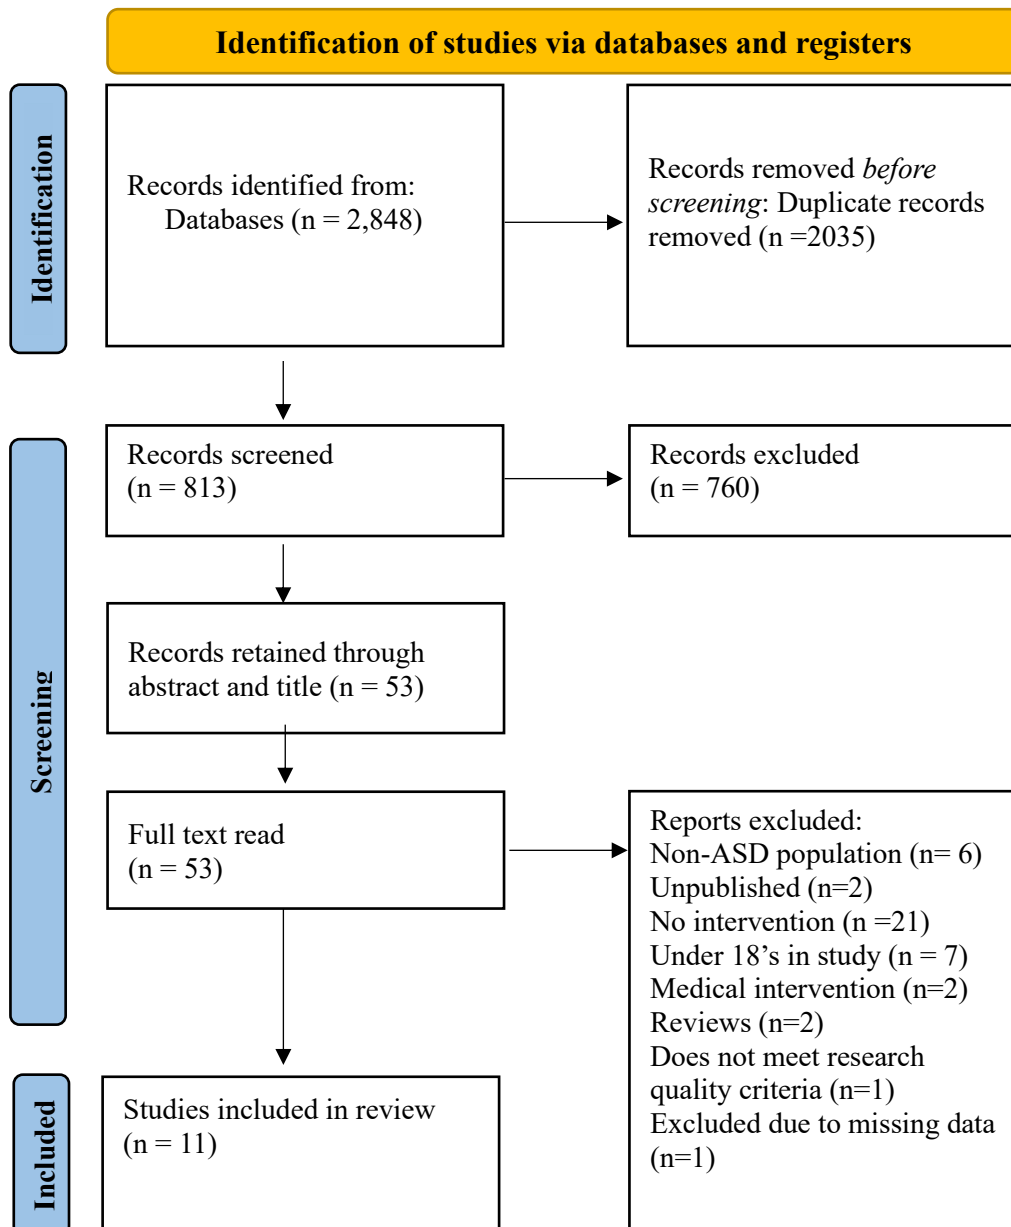 Identification of studies via databases and registers
Identification
Records identified from:
Databases (n = 2,848)
Records removed before
screening: Duplicate records
removed (n =2035)
Screening
Records screened
(n = 813)
Records excluded
(n = 760)
Records retained through
abstract and title (n = 53)
Full text read
(n = 53)
Reports excluded:
Non-ASD population (n= 6)
Unpublished (n=2)
No intervention (n =21)
Under 18’s in study (n = 7)
Medical intervention (n=2)
Reviews (n=2)
Does not meet research
quality criteria (n=1)
Excluded due to missing data
(n=1)
Included
Studies included in review
(n = 11)